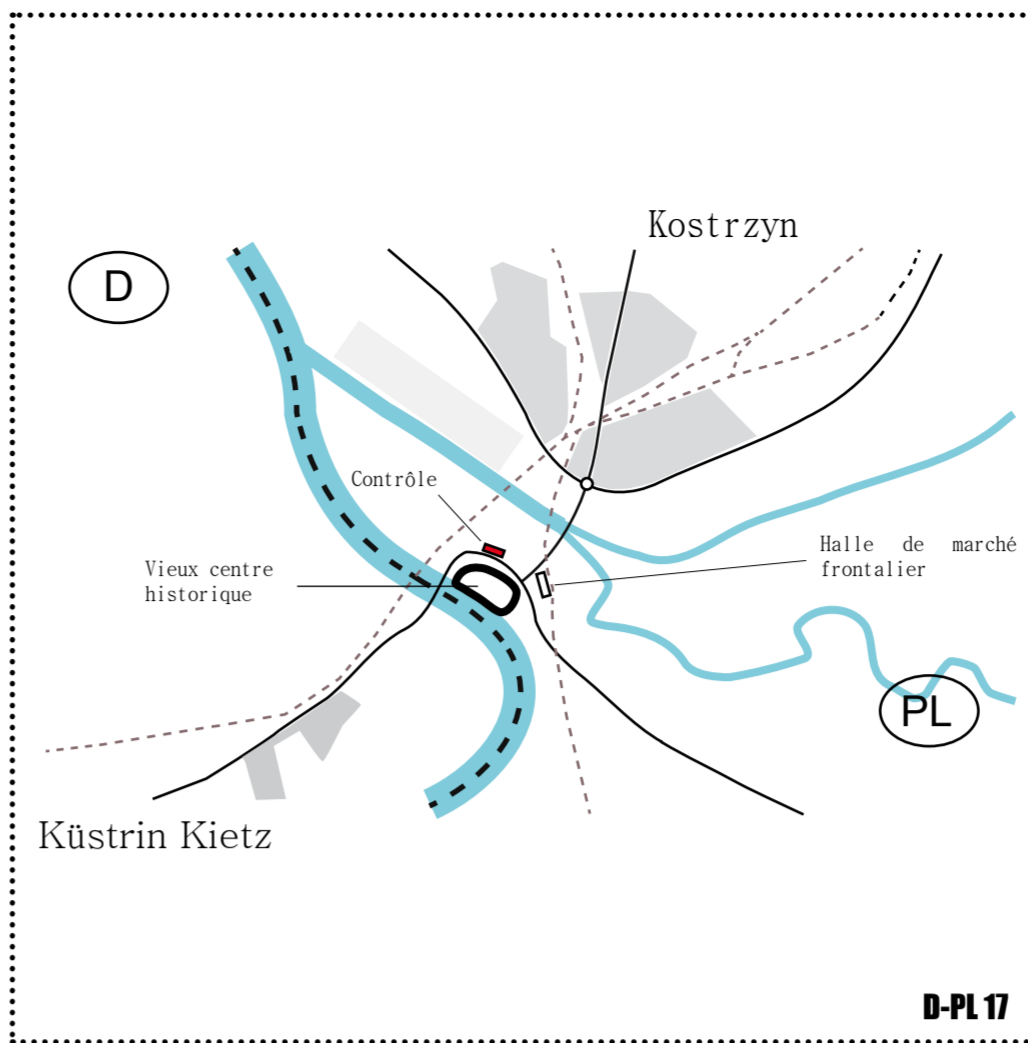 Kostrzyn
D
Contrôle
Halle de marché
frontalier
Vieux centre
historique
PL
Küstrin Kietz
D-PL 17